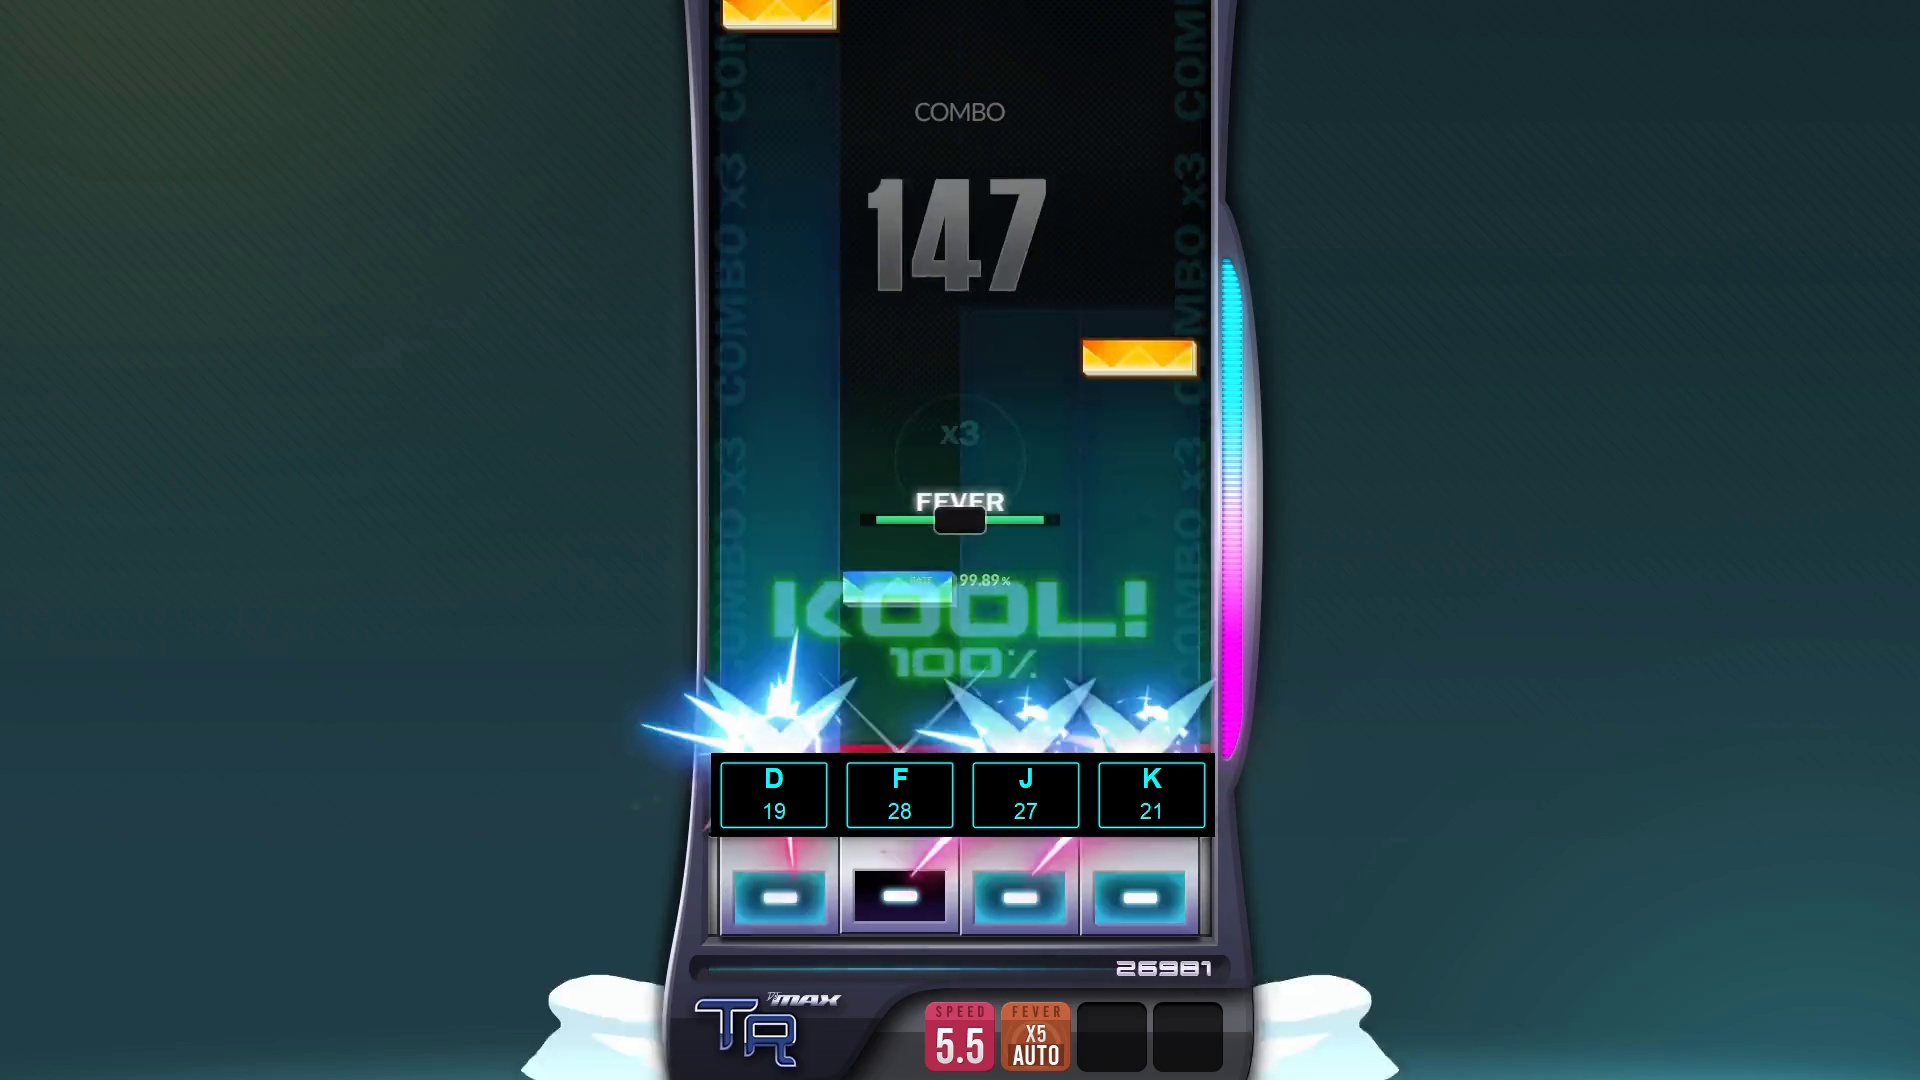 COMBO
147
COMBO x3
COMBO x3
COMBO x3
COMBO x3
x3
FEVER
RATE 99.89%
KOOL!
100%
D F J K
19 28 27 21
26981
DJMAX
TR
SPEED
5.5
FEVER
X5
AUTO